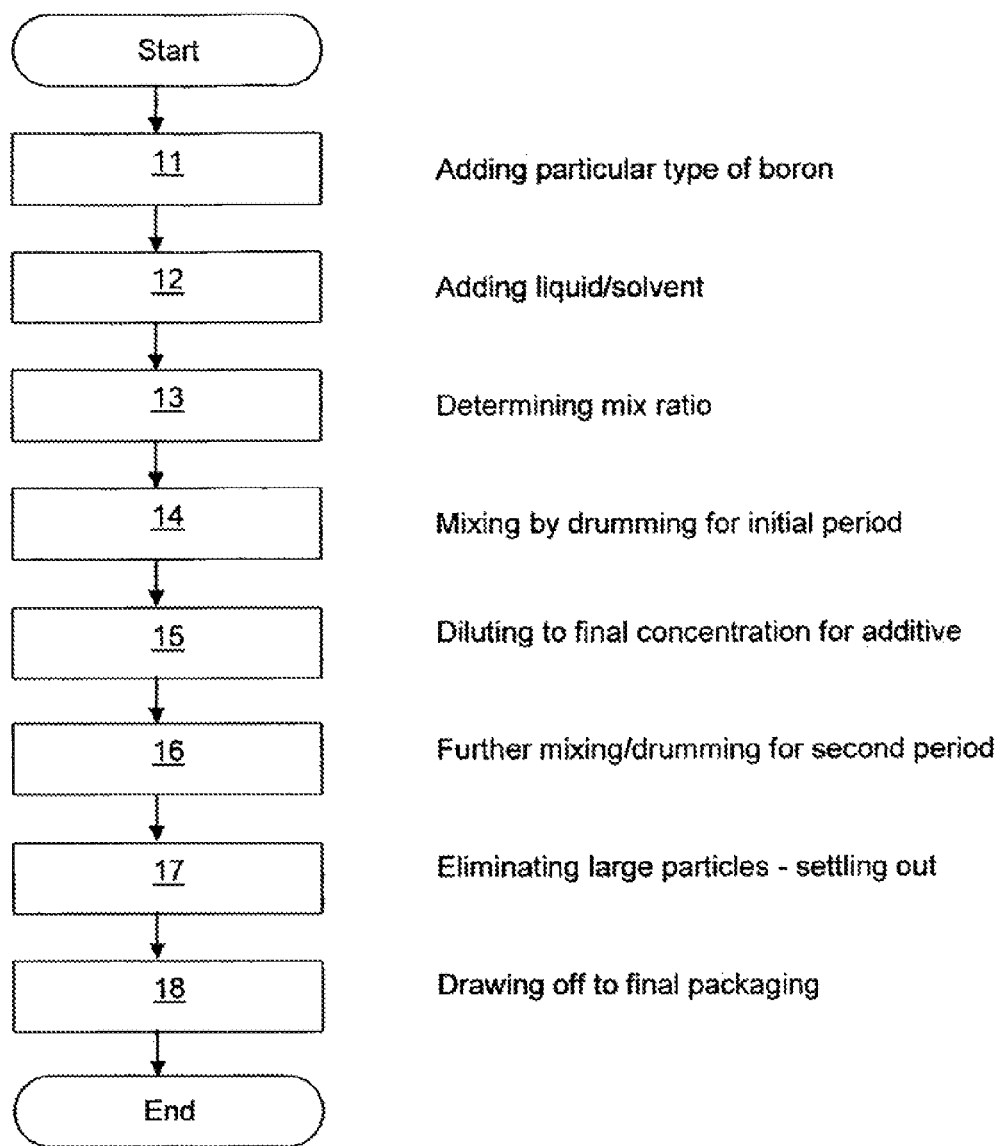 Start
11 Adding particular type of boron
12 Adding liquid/solvent
13 Determining mix ratio
14 Mixing by drumming for initial period
15 Diluting to final concentration for additive
16 Further mixing/drumming for second period
17 Eliminating large particles - settling out
18 Drawing off to final packaging
End